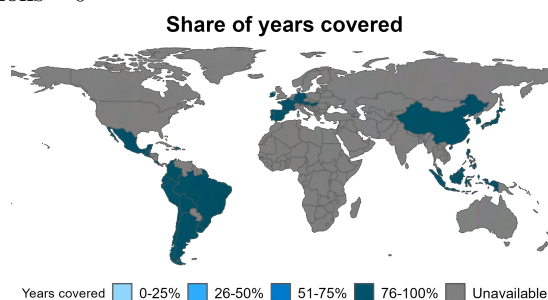 Share of years covered
Years covered 0-25% 26-50% 51-75% 76-100% Unavailable